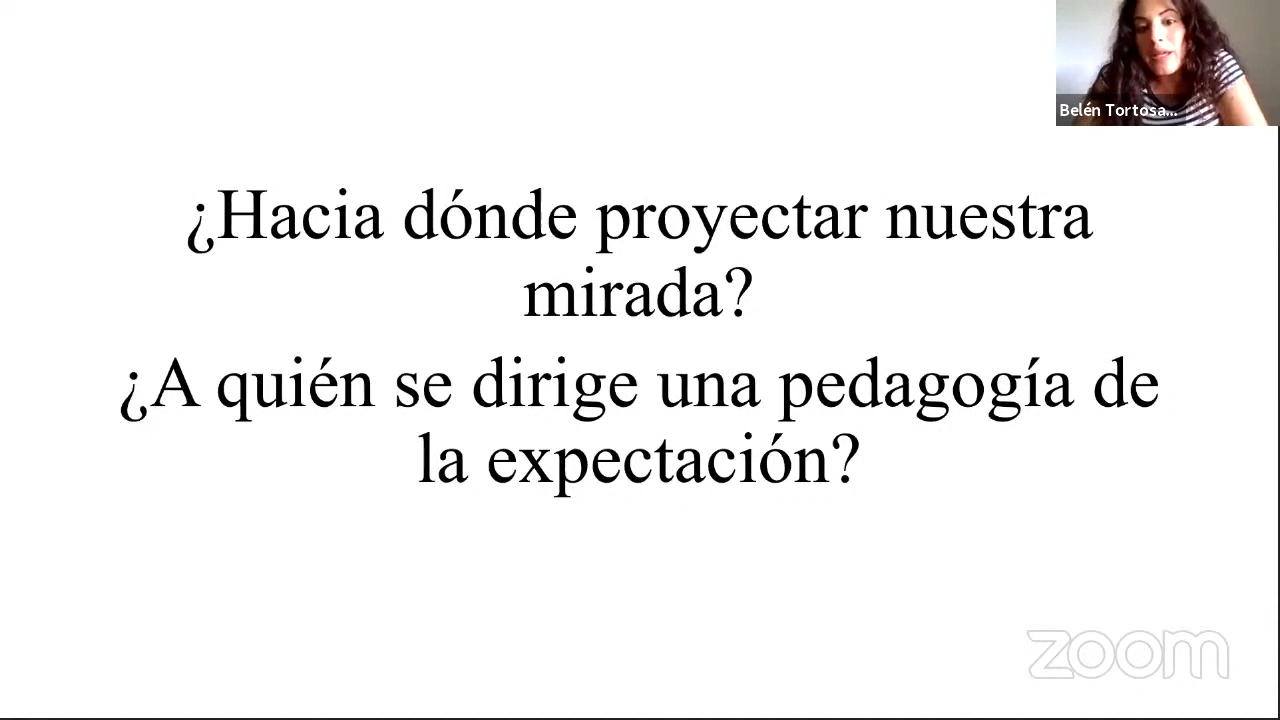 Belén Tortosa...
¿Hacia dónde proyectar nuestra
mirada?
¿A quién se dirige una pedagogía de
la expectación?
zoom